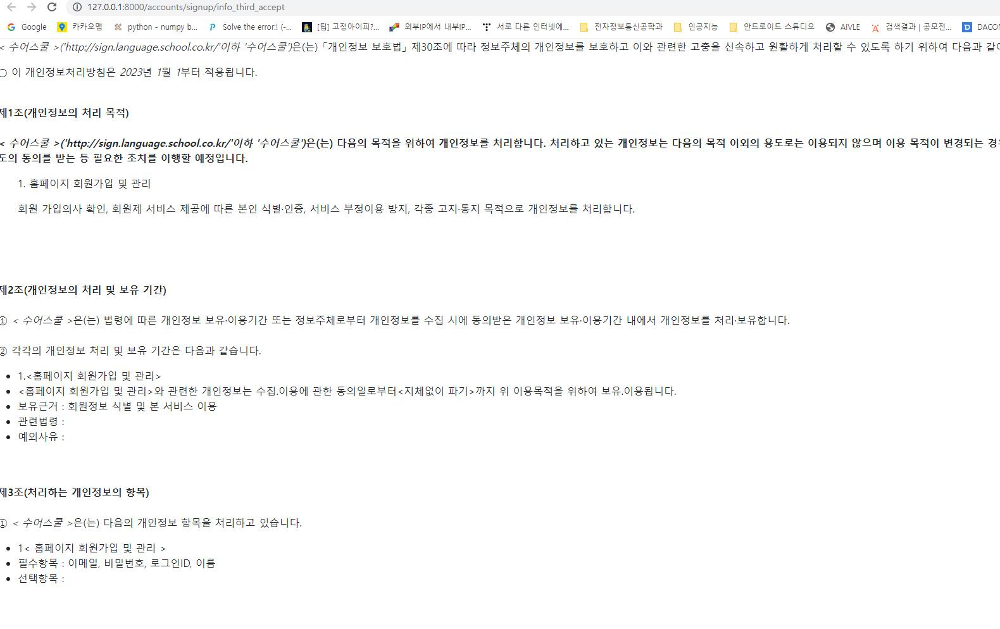 127.0.0.1:8000/accounts/signup/info_third_accept
Google 카카오맵 python - numpy b... Solve the error:! (-... [팁] 고정아이피?... 외부IP에서 내부IP... 서로 다른 인터넷에... 전자정보통신공학과 인공지능 안드로이드 스튜디오 AIVLE 검색결과 | 공모전... DACON
< 수어스쿨 >('http://sign.language.school.co.kr/'이하 '수어스쿨')은(는)「개인정보 보호법」제30조에 따라 정보주체의 개인정보를 보호하고 이와 관련한 고충을 신속하고 원활하게 처리할 수 있도록 하기 위하여 다음과 같이
○ 이 개인정보처리방침은 2023년 1월 1부터 적용됩니다.
제1조(개인정보의 처리 목적)
< 수어스쿨 >('http://sign.language.school.co.kr/'이하 '수어스쿨')은(는) 다음의 목적을 위하여 개인정보를 처리합니다. 처리하고 있는 개인정보는 다음의 목적 이외의 용도로는 이용되지 않으며 이용 목적이 변경되는 경우
도의 동의를 받는 등 필요한 조치를 이행할 예정입니다.
1. 홈페이지 회원가입 및 관리
회원 가입의사 확인, 회원제 서비스 제공에 따른 본인 식별·인증, 서비스 부정이용 방지, 각종 고지·통지 목적으로 개인정보를 처리합니다.
제2조(개인정보의 처리 및 보유 기간)
① < 수어스쿨 >은(는) 법령에 따른 개인정보 보유·이용기간 또는 정보주체로부터 개인정보를 수집 시에 동의받은 개인정보 보유·이용기간 내에서 개인정보를 처리·보유합니다.
② 각각의 개인정보 처리 및 보유 기간은 다음과 같습니다.
• 1.<홈페이지 회원가입 및 관리>
• <홈페이지 회원가입 및 관리>와 관련한 개인정보는 수집.이용에 관한 동의일로부터<지체없이 파기>까지 위 이용목적을 위하여 보유.이용됩니다.
• 보유근거 : 회원정보 식별 및 본 서비스 이용
• 관련법령 :
• 예외사유 :
제3조(처리하는 개인정보의 항목)
① < 수어스쿨 >은(는) 다음의 개인정보 항목을 처리하고 있습니다.
• 1< 홈페이지 회원가입 및 관리 >
• 필수항목 : 이메일, 비밀번호, 로그인ID, 이름
• 선택항목 :